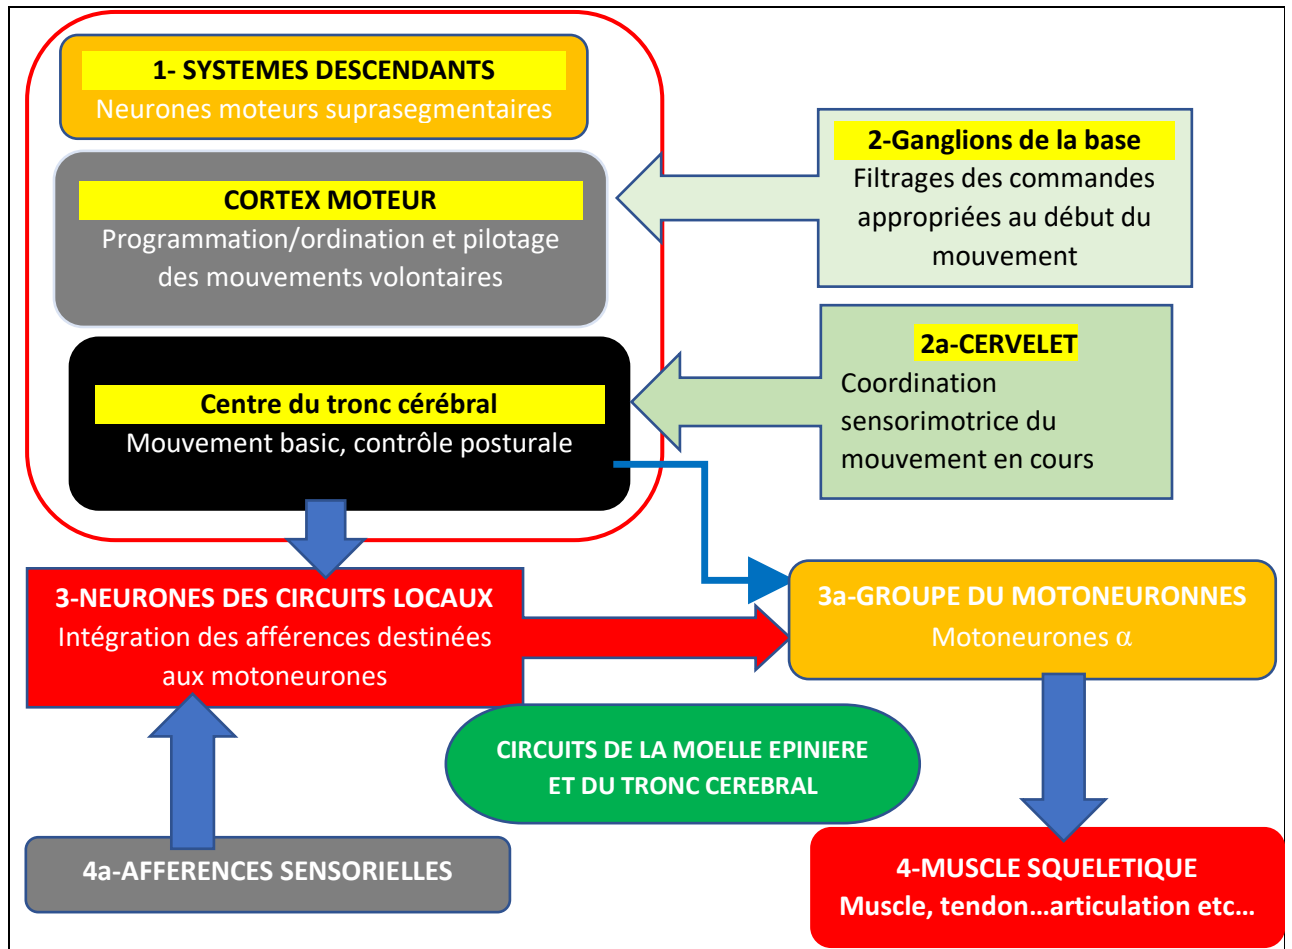 1- SYSTEMES DESCENDANTS
Neurones moteurs suprasegmentaires
CORTEX MOTEUR
Programmation/ordination et pilotage
des mouvements volontaires
Centre du tronc cérébral
Mouvement basic, contrôle posturale
2-Ganglions de la base
Filtrages des commandes
appropriées au début du
mouvement
2a-CERVELET
Coordination
sensorimotrice du
mouvement en cours
3-NEURONES DES CIRCUITS LOCAUX
Intégration des afférences destinées
aux motoneurones
3a-GROUPE DU MOTONEURONNES
Motoneurones α
CIRCUITS DE LA MOELLE EPINIERE
ET DU TRONC CEREBRAL
4a-AFFERENCES SENSORIELLES
4-MUSCLE SQUELETIQUE
Muscle, tendon…articulation etc…